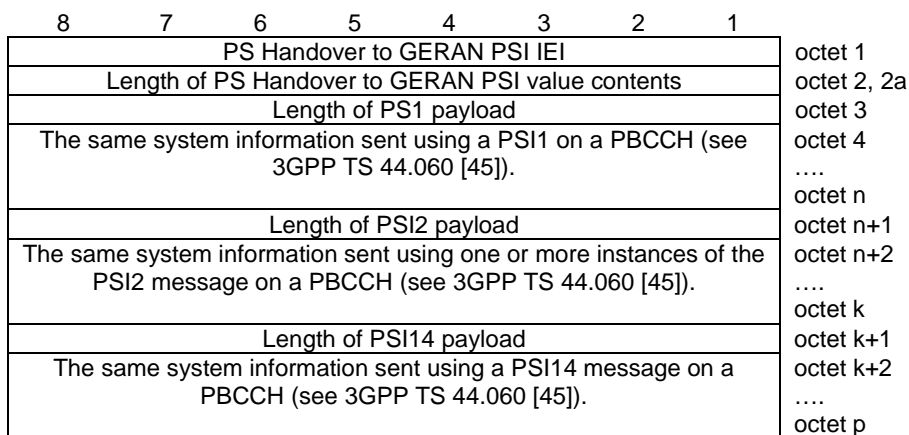 8 7 6 5 4 3 2 1
PS Handover to GERAN PSI IEI octet 1
Length of PS Handover to GERAN PSI value contents octet 2, 2a
Length of PS1 payload octet 3
The same system information sent using a PSI1 on a PBCCH (see octet 4
3GPP TS 44.060 [45]). ….
octet n
Length of PSI2 payload octet n+1
The same system information sent using one or more instances of the octet n+2
PSI2 message on a PBCCH (see 3GPP TS 44.060 [45]). ….
octet k
Length of PSI14 payload octet k+1
The same system information sent using a PSI14 message on a octet k+2
PBCCH (see 3GPP TS 44.060 [45]). ….
octet p